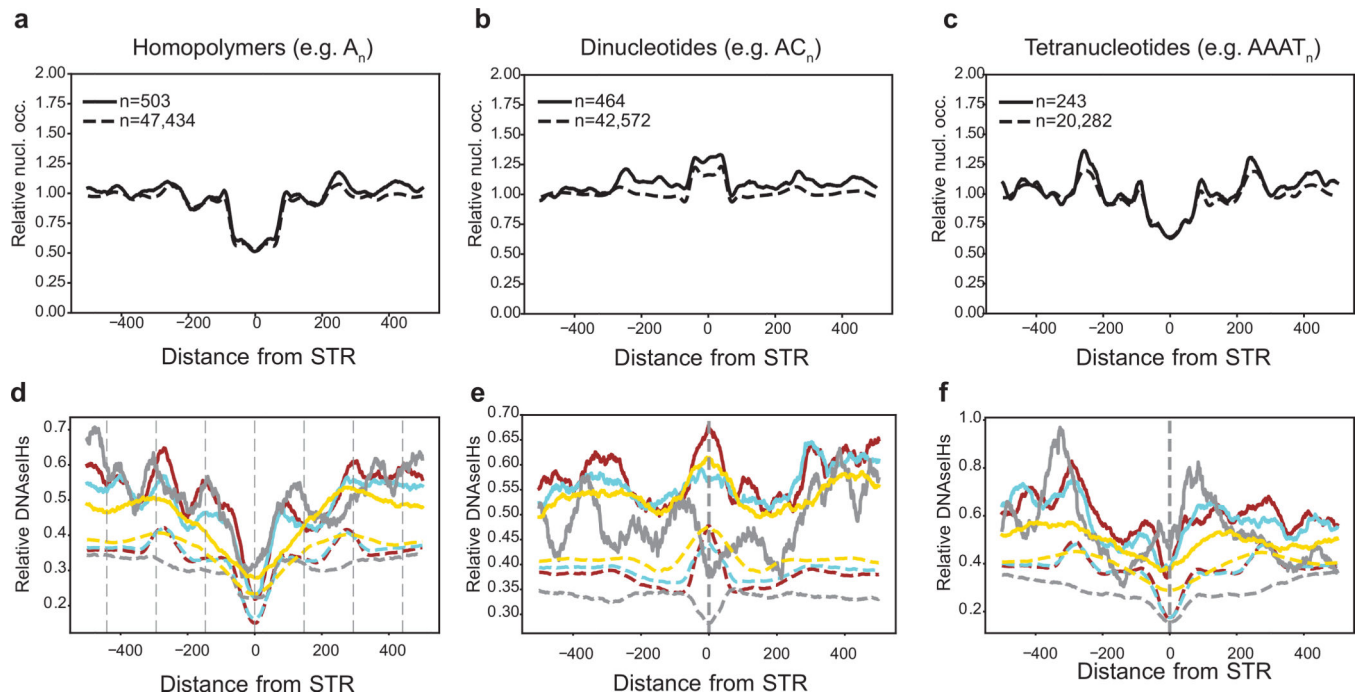 a
Homopolymers (e.g. Aₙ)
2.00
1.75
1.50
1.25
1.00
0.75
0.50
0.25
0.00
Relative nucl. occ.
n=503
n=47,434
−400 −200 0 200 400
Distance from STR
b
Dinucleotides (e.g. ACₙ)
2.00
1.75
1.50
1.25
1.00
0.75
0.50
0.25
0.00
Relative nucl. occ.
n=464
n=42,572
−400 −200 0 200 400
Distance from STR
c
Tetranucleotides (e.g. AAATₙ)
2.00
1.75
1.50
1.25
1.00
0.75
0.50
0.25
0.00
Relative nucl. occ.
n=243
n=20,282
−400 −200 0 200 400
Distance from STR
d
0.7
0.6
0.5
0.4
0.3
0.2
Relative DNAseIHs
−400 −200 0 200 400
Distance from STR
e
0.70
0.65
0.60
0.55
0.50
0.45
0.40
0.35
0.30
Relative DNAseIHs
−400 −200 0 200 400
Distance from STR
f
1.0
0.8
0.6
0.4
0.2
Relative DNAseIHs
−400 −200 0 200 400
Distance from STR